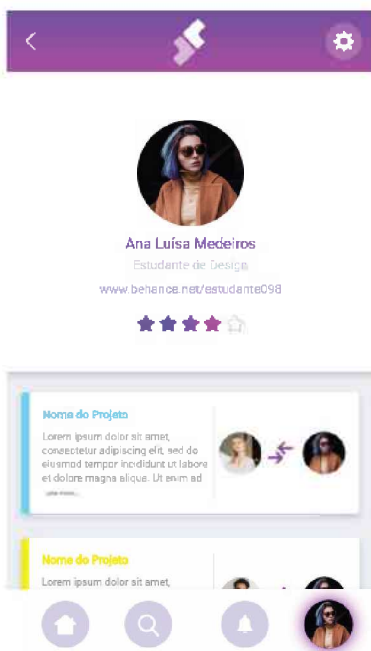 Ana Luísa Medeiros
Estudante de Design
www.behance.net/estudante098
Nome do Projeto
Lorem ipsum dolor sit amet,
consectetur adipiscing elit, sed do
eiusmod tempor incididunt ut labore
et dolore magna aliqua. Ut enim ad
Nome do Projeto
Lorem ipsum dolor sit amet,